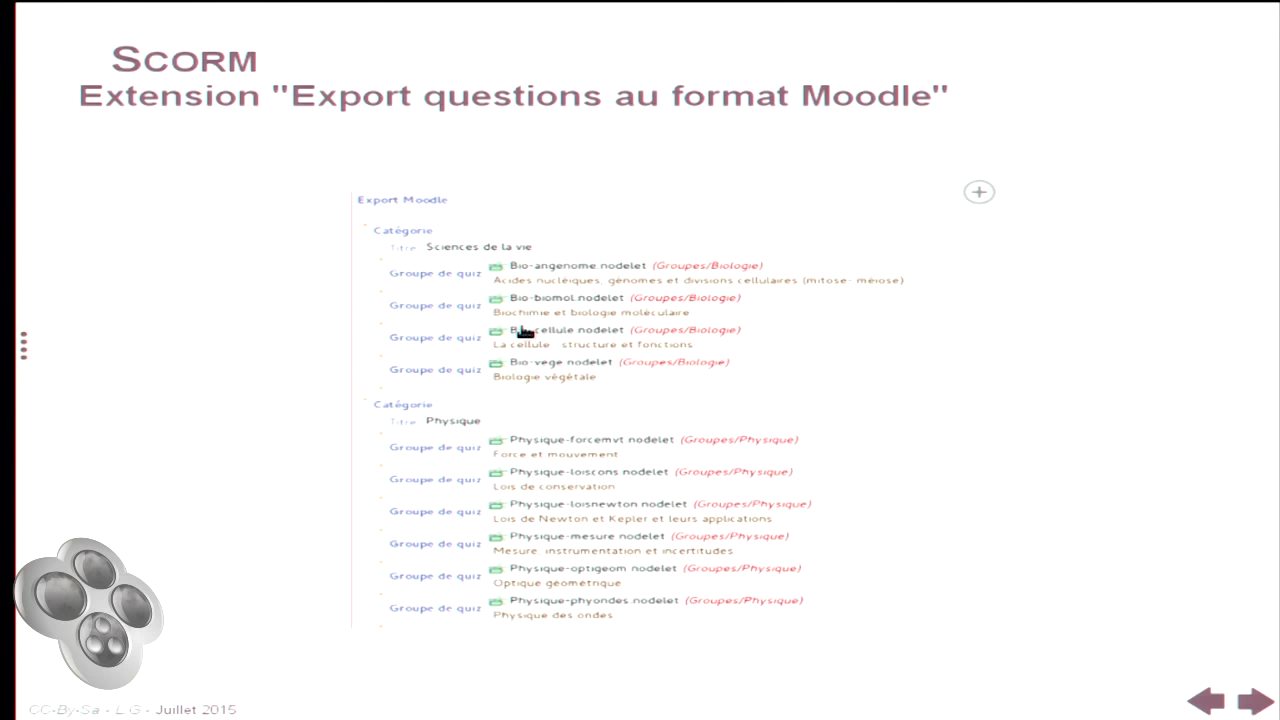 SCORM
Extension "Export questions au format Moodle"
Export Moodle
Catégorie
Titre Sciences de la vie
Groupe de quiz Bio-angenome.nodelet (Groupes/Biologie)
Acides nucléiques, génomes et divisions cellulaires (mitose- méiose)
Groupe de quiz Bio-biomol.nodelet (Groupes/Biologie)
Biochimie et biologie moléculaire
Groupe de quiz cellule nodelet (Groupes/Biologie)
La cellule structure et fonctions
Groupe de quiz Bio-vege nodelet (Groupes/Biologie)
Biologie végétale
Catégorie
Titre Physique
Groupe de quiz Physique-forcemvt nodelet (Groupes/Physique)
Force et mouvement
Groupe de quiz Physique-loiscons nodelet (Groupes/Physique)
Lois de conservation
Groupe de quiz Physique-loisnewton nodelet (Groupes/Physique)
Lois de Newton et Kepler et leurs applications
Groupe de quiz Physique-mesure nodelet (Groupes/Physique)
Mesure, instrumentation et incertitudes
Groupe de quiz Physique-optigeom nodelet (Groupes/Physique)
Optique géométrique
Groupe de quiz Physique-phyondes.nodelet (Groupes/Physique)
Physique des ondes
CC-By-Sa - L.G - Juillet 2015